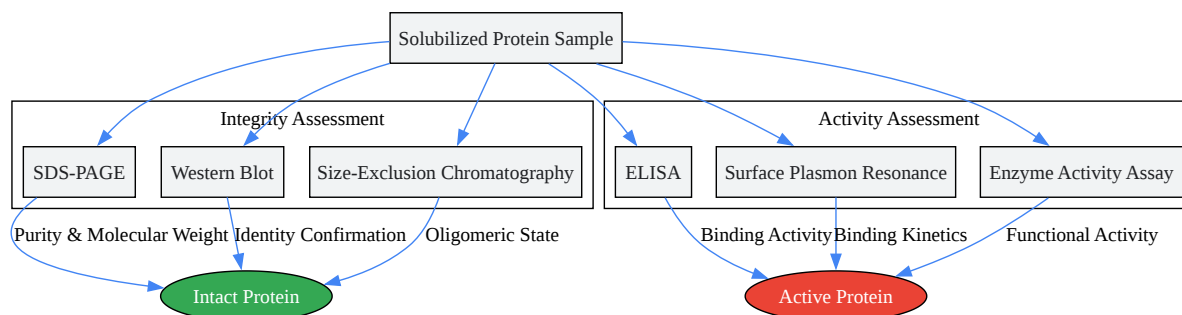 Solubilized Protein Sample
Integrity Assessment
Activity Assessment
SDS-PAGE
Western Blot
Size-Exclusion Chromatography
ELISA
Surface Plasmon Resonance
Enzyme Activity Assay
Purity & Molecular Weight
Identity Confirmation
Oligomeric State
Binding Activity
Binding Kinetics
Functional Activity
Intact Protein
Active Protein